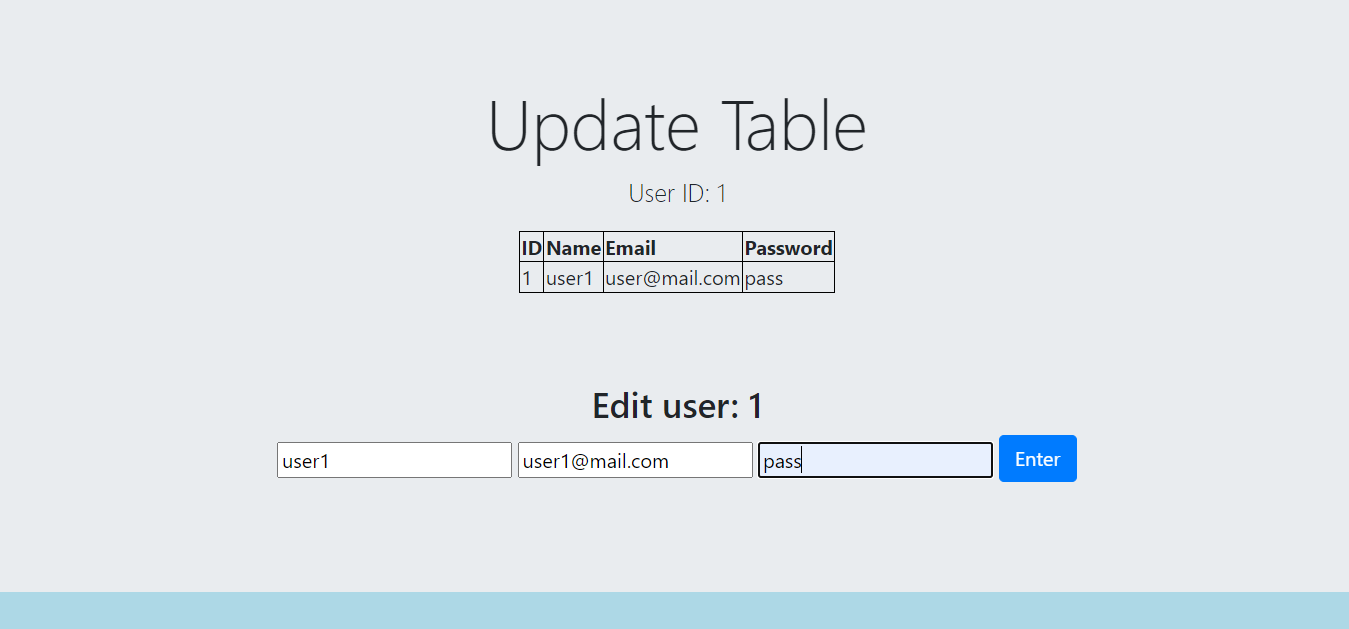 Update Table
User ID: 1
ID Name Email Password
1 user1 user@mail.com pass
Edit user: 1
user1 user1@mail.com pass Enter